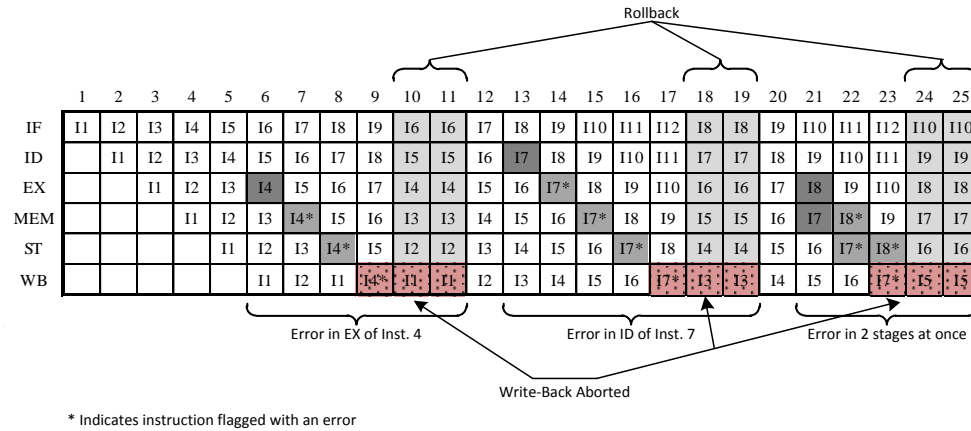 Rollback
1 2 3 4 5 6 7 8 9 10 11 12 13 14 15 16 17 18 19 20 21 22 23 24 25
IF I1 I2 I3 I4 I5 I6 I7 I8 I9 I6 I6 I7 I8 I9 I10 I11 I12 I8 I8 I9 I10 I11 I12 I10 I10
ID I1 I2 I3 I4 I5 I6 I7 I8 I5 I5 I6 I7 I8 I9 I10 I11 I7 I7 I8 I9 I10 I11 I9 I9
EX I1 I2 I3 I4 I5 I6 I7 I4 I4 I5 I6 I7* I8 I9 I10 I6 I6 I7 I8 I9 I10 I8 I8
MEM I1 I2 I3 I4* I5 I6 I3 I3 I4 I5 I6 I7* I8 I9 I5 I5 I6 I7 I8* I9 I7 I7
ST I1 I2 I3 I4* I5 I2 I2 I3 I4 I5 I6 I7* I8 I4 I4 I5 I6 I7* I8* I6 I6
WB I1 I2 I1 I4* I1 I1 I2 I3 I4 I5 I6 I7* I3 I3 I4 I5 I6 I7* I5 I5
Error in EX of Inst. 4 Error in ID of Inst. 7 Error in 2 stages at once
Write-Back Aborted
* Indicates instruction flagged with an error